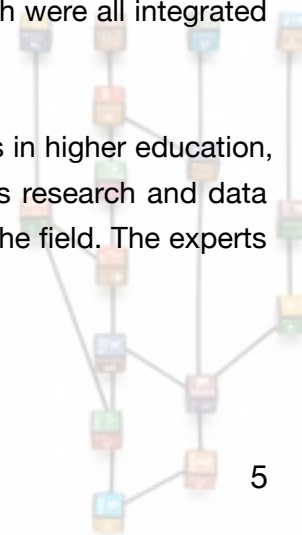 h were all integrated
s in higher education,
s research and data
he field. The experts
5